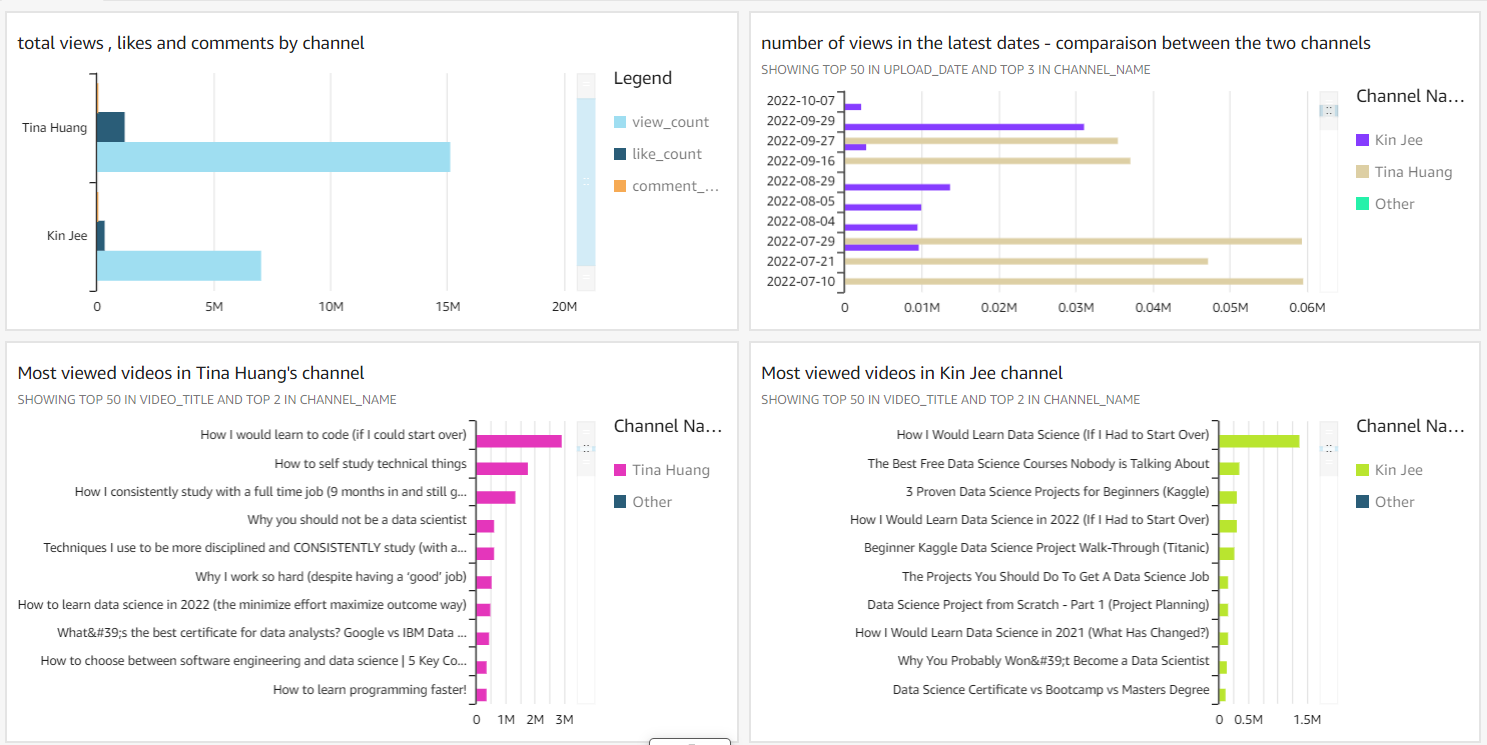 total views , likes and comments by channel
Legend
view_count
like_count
comment_...
Tina Huang
Kin Jee
0 5M 10M 15M 20M
number of views in the latest dates - comparaison between the two channels
SHOWING TOP 50 IN UPLOAD_DATE AND TOP 3 IN CHANNEL_NAME
Channel Na...
Kin Jee
Tina Huang
Other
2022-10-07
2022-09-29
2022-09-27
2022-09-16
2022-08-29
2022-08-05
2022-08-04
2022-07-29
2022-07-21
2022-07-10
0 0.01M 0.02M 0.03M 0.04M 0.05M 0.06M
Most viewed videos in Tina Huang's channel
SHOWING TOP 50 IN VIDEO_TITLE AND TOP 2 IN CHANNEL_NAME
Channel Na...
Tina Huang
Other
How I would learn to code (if I could start over)
How to self study technical things
How I consistently study with a full time job (9 months in and still g...
Why you should not be a data scientist
Techniques I use to be more disciplined and CONSISTENTLY study (with a...
Why I work so hard (despite having a ‘good’ job)
How to learn data science in 2022 (the minimize effort maximize outcome way)
What&#39;s the best certificate for data analysts? Google vs IBM Data ...
How to choose between software engineering and data science | 5 Key Co...
How to learn programming faster!
0 1M 2M 3M
Most viewed videos in Kin Jee channel
SHOWING TOP 50 IN VIDEO_TITLE AND TOP 2 IN CHANNEL_NAME
Channel Na...
Kin Jee
Other
How I Would Learn Data Science (If I Had to Start Over)
The Best Free Data Science Courses Nobody is Talking About
3 Proven Data Science Projects for Beginners (Kaggle)
How I Would Learn Data Science in 2022 (If I Had to Start Over)
Beginner Kaggle Data Science Project Walk-Through (Titanic)
The Projects You Should Do To Get A Data Science Job
Data Science Project from Scratch - Part 1 (Project Planning)
How I Would Learn Data Science in 2021 (What Has Changed?)
Why You Probably Won&#39;t Become a Data Scientist
Data Science Certificate vs Bootcamp vs Masters Degree
0 0.5M 1.5M